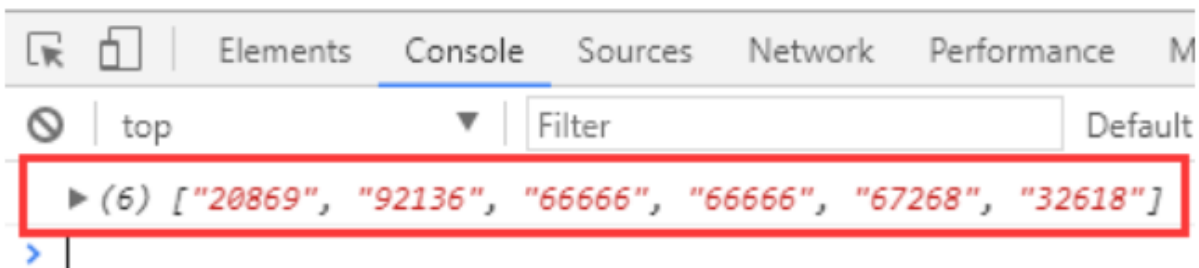 Elements Console Sources Network Performance M
top ▼ Filter Default
▶ (6) ["20869", "92136", "66666", "66666", "67268", "32618"]
>